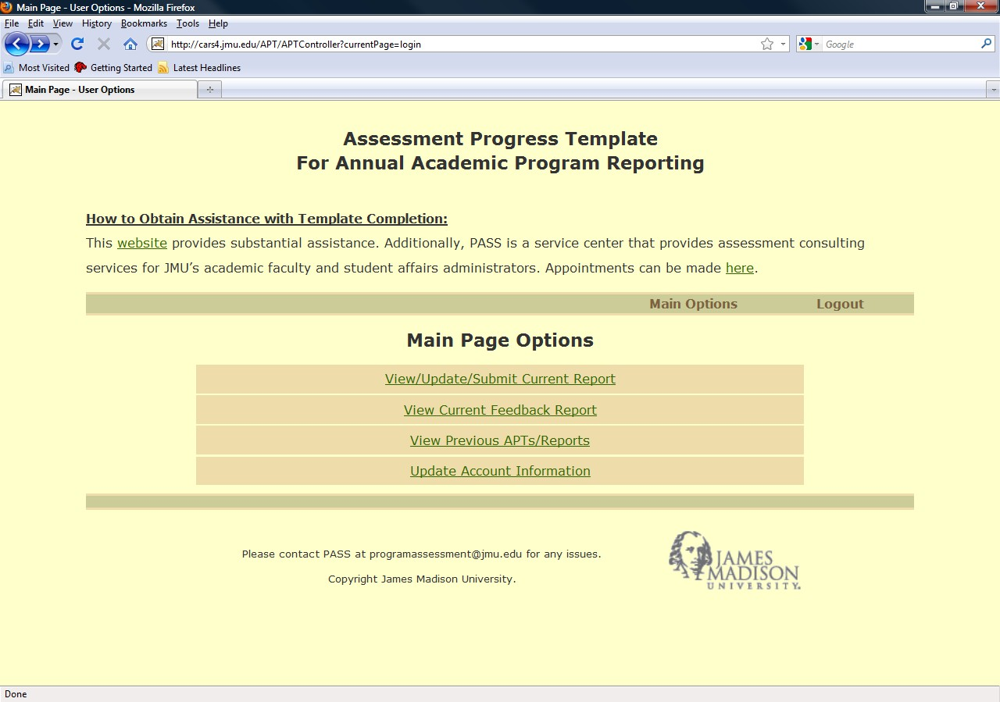 Main Page - User Options - Mozilla Firefox
File Edit View History Bookmarks Tools Help
http://cars4.jmu.edu/APT/APTController?currentPage=login Google
Most Visited Getting Started Latest Headlines
Main Page - User Options
Assessment Progress Template
For Annual Academic Program Reporting
How to Obtain Assistance with Template Completion:
This website provides substantial assistance. Additionally, PASS is a service center that provides assessment consulting
services for JMU’s academic faculty and student affairs administrators. Appointments can be made here.
Main Options Logout
Main Page Options
View/Update/Submit Current Report
View Current Feedback Report
View Previous APTs/Reports
Update Account Information
Please contact PASS at programassessment@jmu.edu for any issues.
Copyright James Madison University.
JAMES
MADISON
UNIVERSITY.
Done